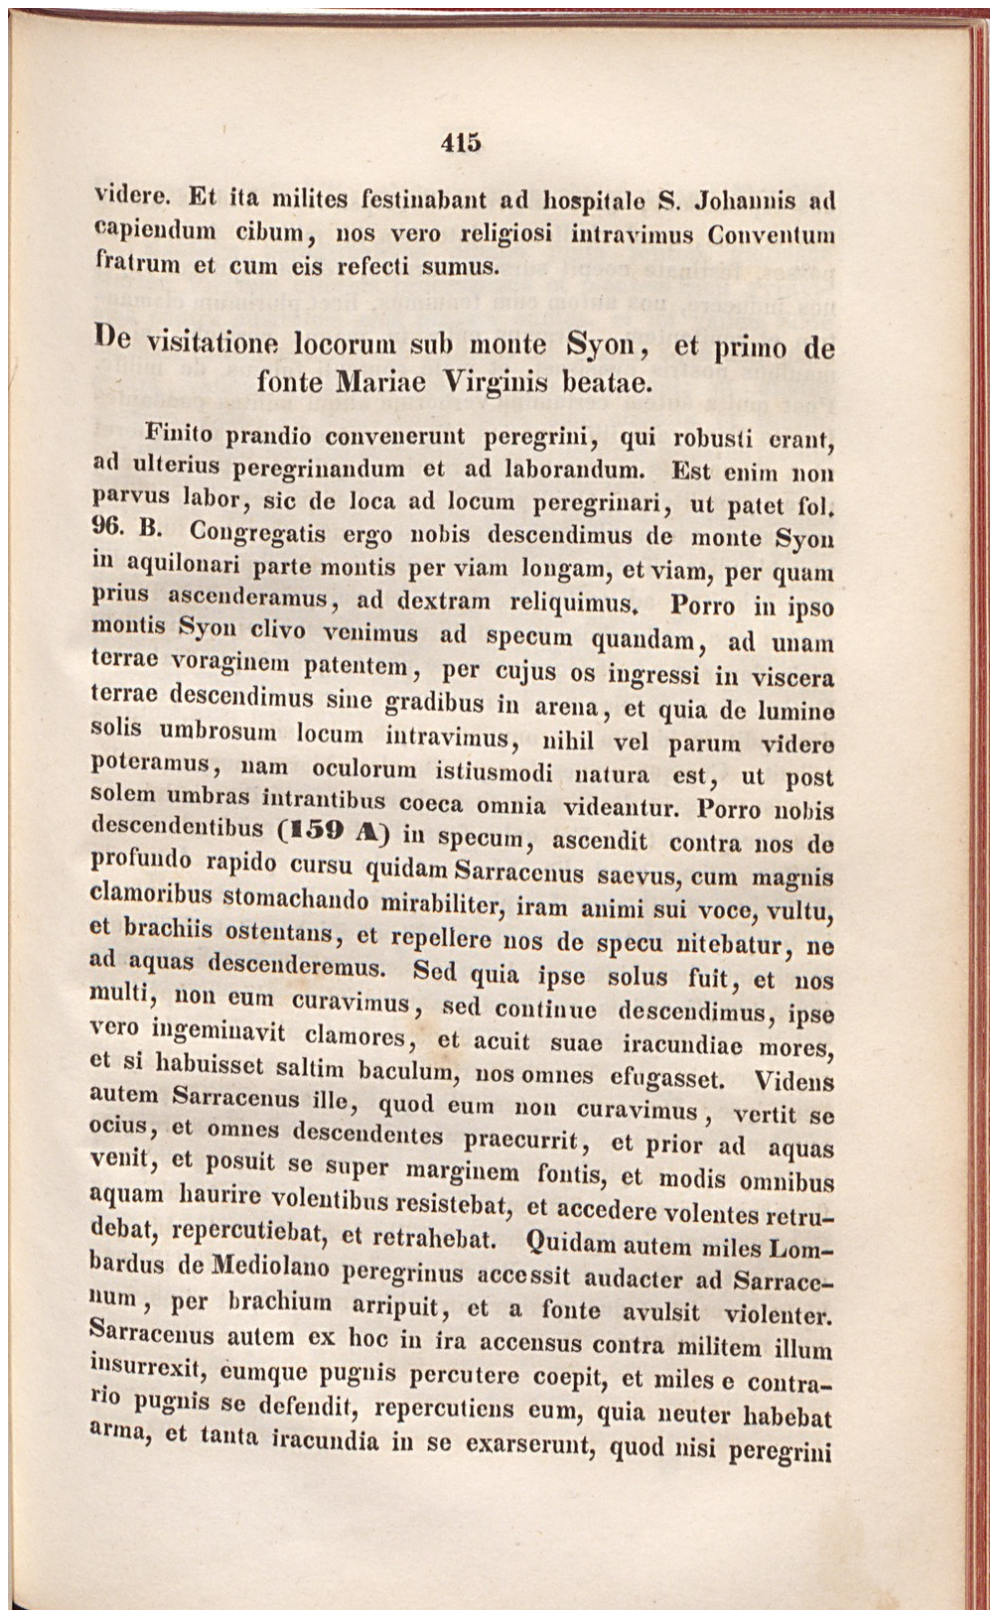 415
videre. Et ita milites festinabant ad hospitale S. Johannis ad
capiendum cibum, nos vero religiosi intravimus Conventum
fratrum et cum eis refecti sumus.
De visitatione locorum sub monte Syon, et primo de
fonte Mariae Virginis beatae.
Finito prandio convenerunt peregrini, qui robusti erant,
ad ulterius peregrinandum et ad laborandum. Est enim non
parvus labor, sic de loca ad locum peregrinari, ut patet fol.
96. B. Congregatis ergo nobis descendimus de monte Syon
in aquilonari parte montis per viam longam, et viam, per quam
prius ascenderamus, ad dextram reliquimus. Porro in ipso
montis Syon clivo venimus ad specum quandam, ad unam
terrae voraginem patentem, per cujus os ingressi in viscera
terrae descendimus sine gradibus in arena, et quia de lumine
solis umbrosum locum intravimus, nihil vel parum videre
poteramus, nam oculorum istiusmodi natura est, ut post
solem umbras intrantibus coeca omnia videantur. Porro nobis
descendentibus (159 A) in specum, ascendit contra nos de
profundo rapido cursu quidam Sarracenus saevus, cum magnis
clamoribus stomachando mirabiliter, iram animi sui voce, vultu,
et brachiis ostentans, et repellere nos de specu nitebatur, ne
ad aquas descenderemus. Sed quia ipse solus fuit, et nos
multi, non eum curavimus, sed continue descendimus, ipse
vero ingeminavit clamores, et acuit suae iracundiae mores,
et si habuisset saltim baculum, nos omnes efugasset. Videns
autem Sarracenus ille, quod eum non curavimus, vertit se
ocius, et omnes descendentes praecurrit, et prior ad aquas
venit, et posuit se super marginem fontis, et modis omnibus
aquam haurire volentibus resistebat, et accedere volentes retru-
debat, repercutiebat, et retrahebat. Quidam autem miles Lom-
bardus de Mediolano peregrinus accessit audacter ad Sarrace-
num, per brachium arripuit, et a fonte avulsit violenter.
Sarracenus autem ex hoc in ira accensus contra militem illum
insurrexit, eumque pugnis percutere coepit, et miles e contra-
rio pugnis se defendit, repercutiens eum, quia neuter habebat
arma, et tanta iracundia in se exarserunt, quod nisi peregrini